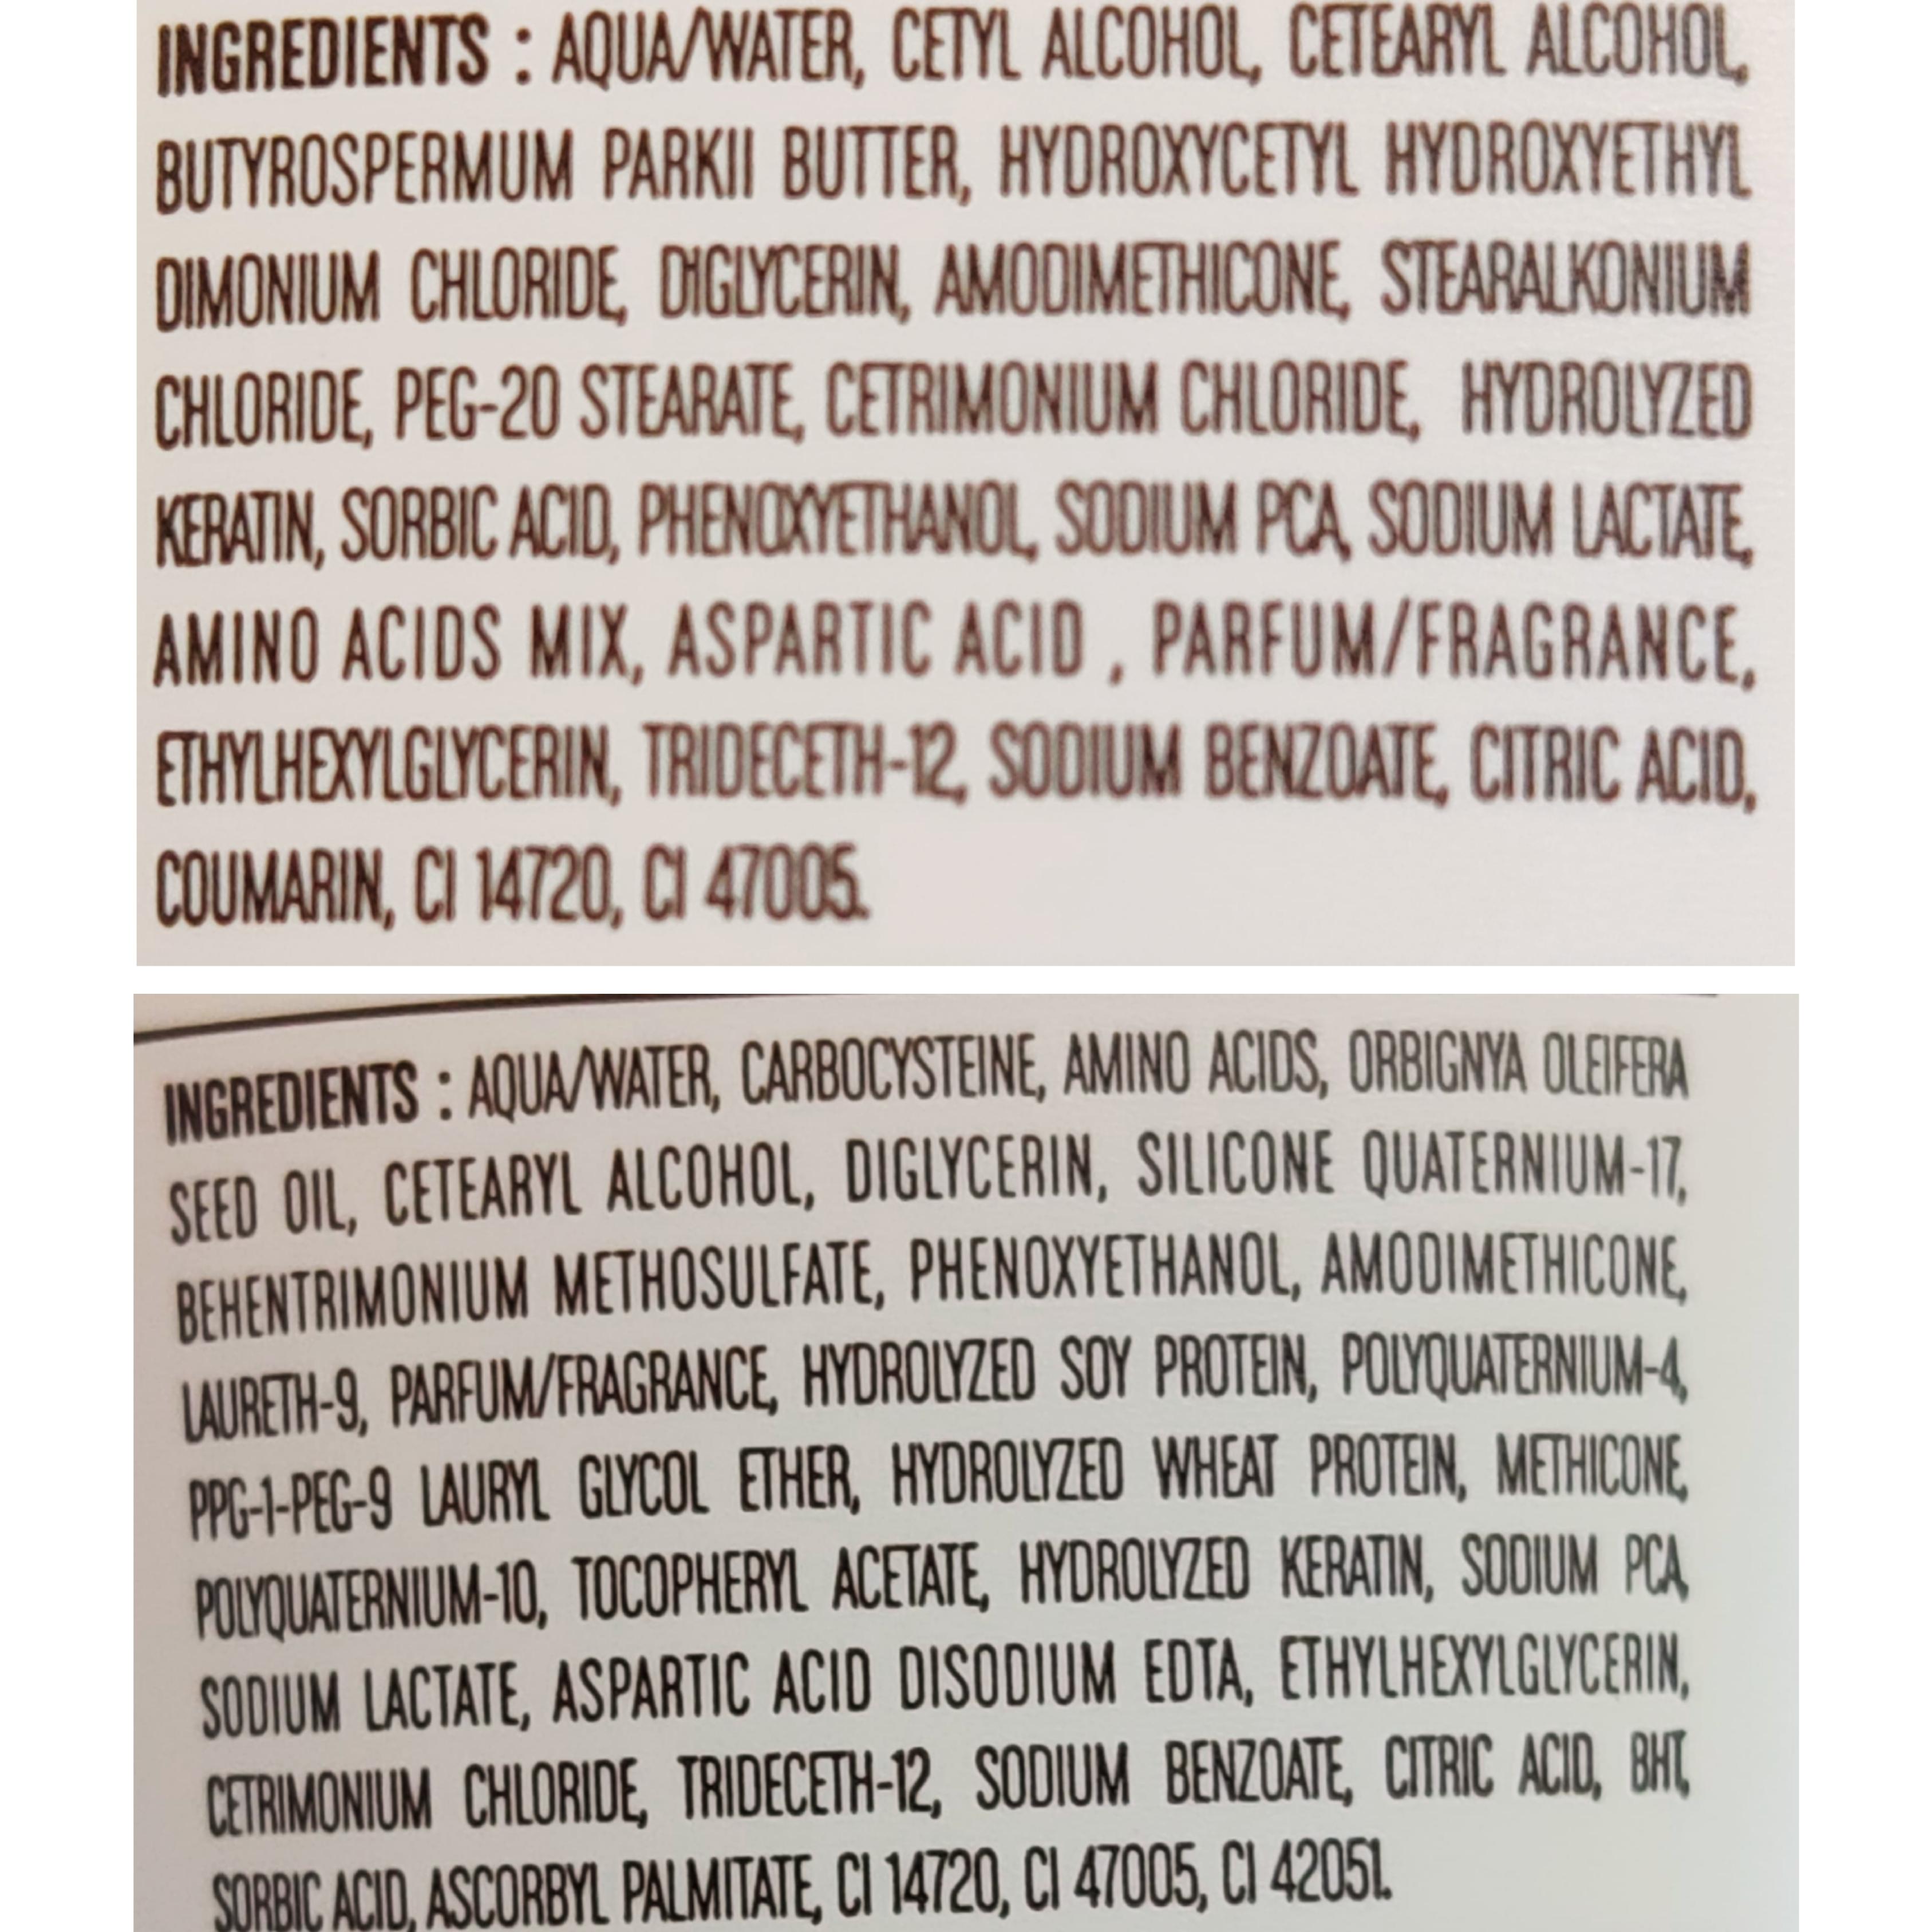 INGREDIENTS : AQUA/WATER, CETYL ALCOHOL, CETEARYL ALCOHOL,
BUTYROSPERMUM PARKII BUTTER, HYDROXYCETYL HYDROXYETHYL
DIMONIUM CHLORIDE, DIGLYCERIN, AMODIMETHICONE, STEARALKONIUM
CHLORIDE, PEG-20 STEARATE, CETRIMONIUM CHLORIDE, HYDROLYZED
KERATIN, SORBIC ACID, PHENOXYETHANOL, SODIUM PCA, SODIUM LACTATE,
AMINO ACIDS MIX, ASPARTIC ACID , PARFUM/FRAGRANCE,
ETHYLHEXYLGLYCERIN, TRIDECETH-12, SODIUM BENZOATE, CITRIC ACID,
COUMARIN, CI 14720, CI 47005.
INGREDIENTS : AQUA/WATER, CARBOCYSTEINE, AMINO ACIDS, ORBIGNYA OLEIFERA
SEED OIL, CETEARYL ALCOHOL, DIGLYCERIN, SILICONE QUATERNIUM-17,
BEHENTRIMONIUM METHOSULFATE, PHENOXYETHANOL, AMODIMETHICONE,
LAURETH-9, PARFUM/FRAGRANCE, HYDROLYZED SOY PROTEIN, POLYQUATERNIUM-4,
PPG-1-PEG-9 LAURYL GLYCOL ETHER, HYDROLYZED WHEAT PROTEIN, METHICONE,
POLYQUATERNIUM-10, TOCOPHERYL ACETATE, HYDROLYZED KERATIN, SODIUM PCA,
SODIUM LACTATE, ASPARTIC ACID DISODIUM EDTA, ETHYLHEXYLGLYCERIN,
CETRIMONIUM CHLORIDE, TRIDECETH-12, SODIUM BENZOATE, CITRIC ACID, BHT,
SORBIC ACID, ASCORBYL PALMITATE, CI 14720, CI 47005, CI 42051.